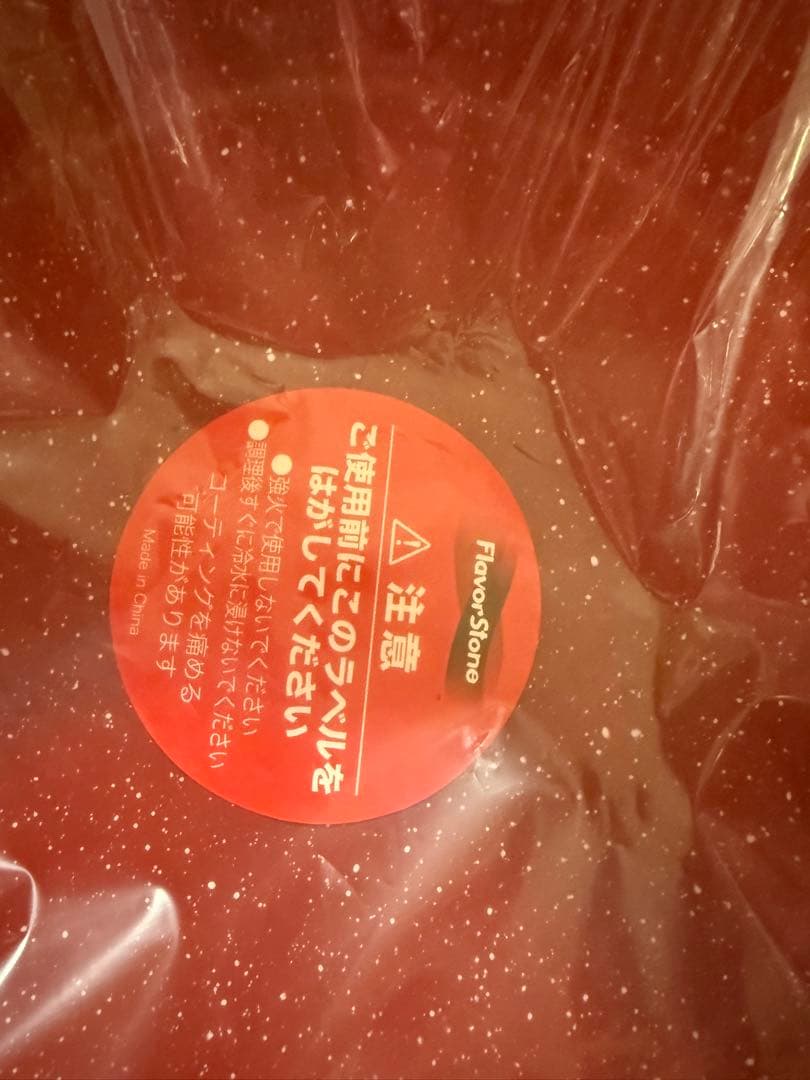 FlavorStone
注意
ご使用前にこのラベルを
はがしてください
●強火で使用しないでください
●調理後すぐに冷水に浸けないでください
コーティングを痛める
可能性があります
Made in China